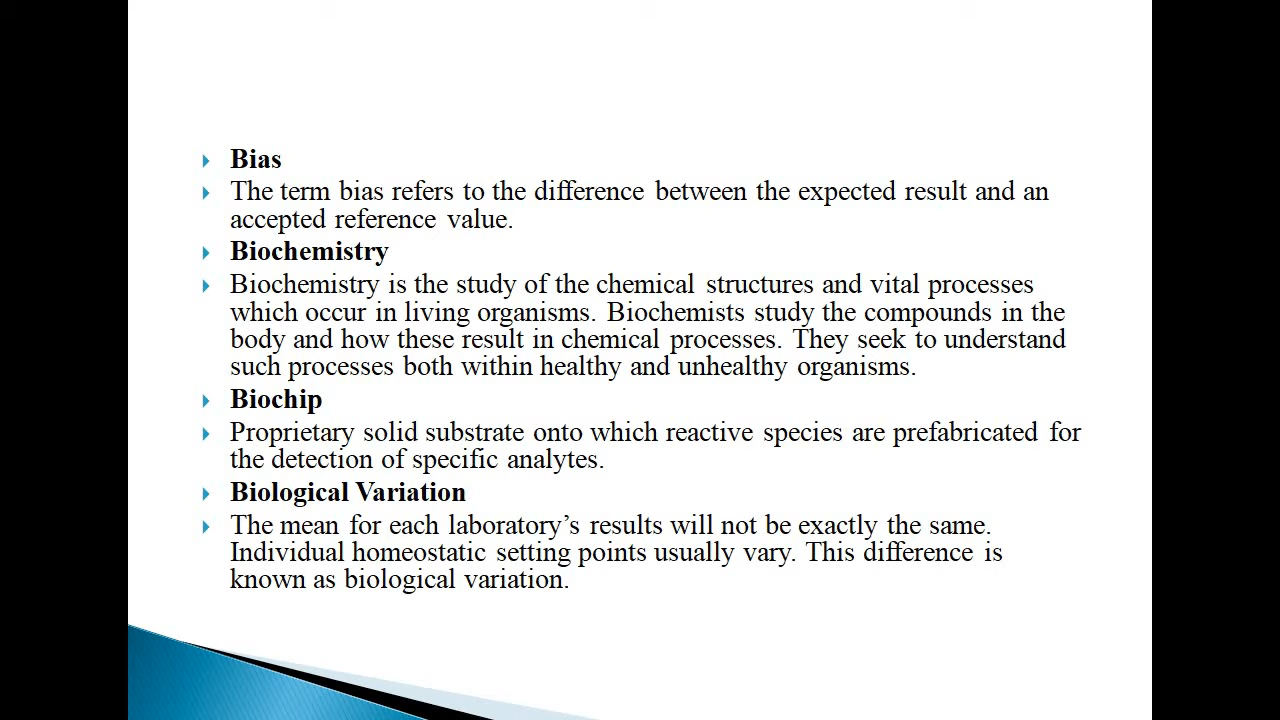 Bias
The term bias refers to the difference between the expected result and an
accepted reference value.
Biochemistry
Biochemistry is the study of the chemical structures and vital processes
which occur in living organisms. Biochemists study the compounds in the
body and how these result in chemical processes. They seek to understand
such processes both within healthy and unhealthy organisms.
Biochip
Proprietary solid substrate onto which reactive species are prefabricated for
the detection of specific analytes.
Biological Variation
The mean for each laboratory’s results will not be exactly the same.
Individual homeostatic setting points usually vary. This difference is
known as biological variation.